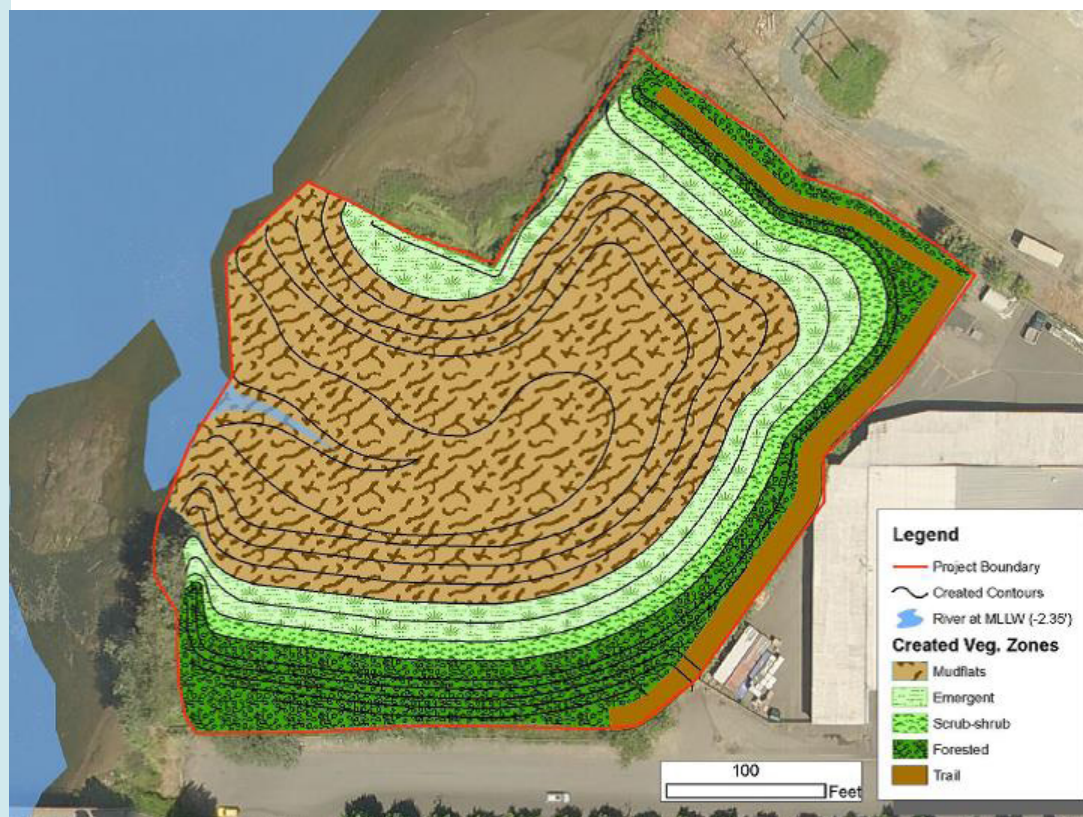 Legend
Project Boundary
Created Contours
River at MLLW (-2.35')
Created Veg. Zones
Mudflats
Emergent
Scrub-shrub
Forested
Trail
100
Feet